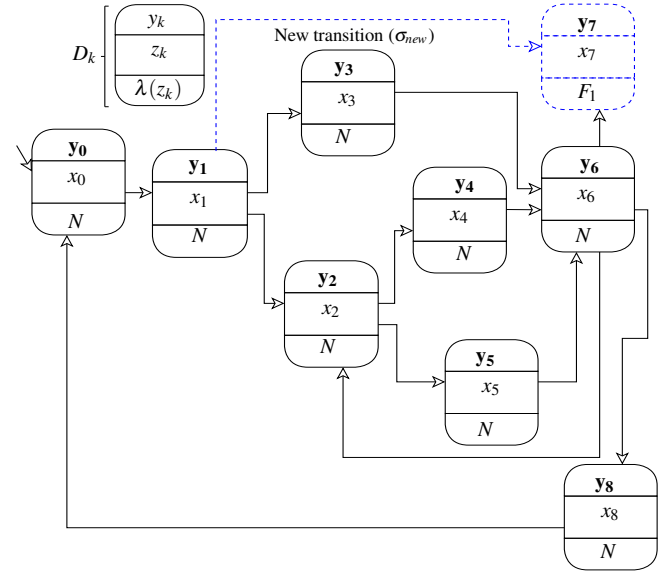 y_k
D_k
z_k
λ(z_k)
New transition (σ_new)
y_7
x_7
F_1
y_3
x_3
N
y_0
x_0
N
y_1
x_1
N
y_4
x_4
N
y_6
x_6
N
y_2
x_2
N
y_5
x_5
N
y_8
x_8
N